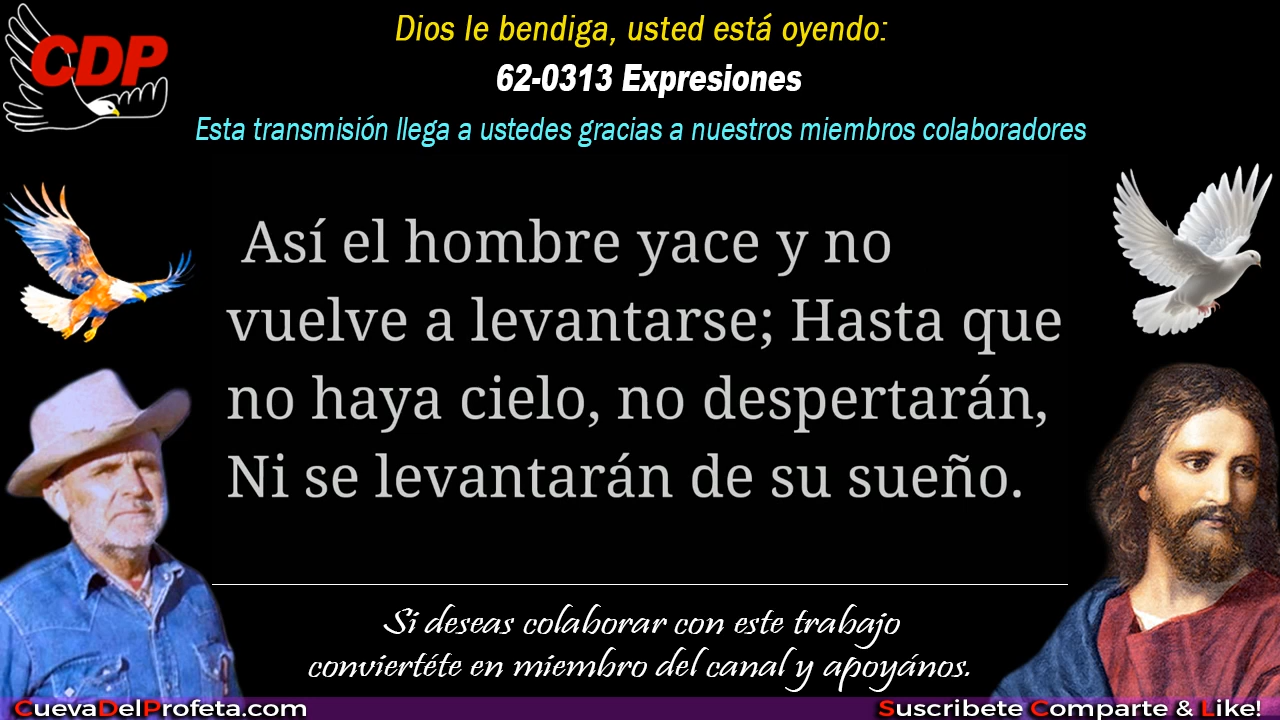 CDP
Dios le bendiga, usted está oyendo:
62-0313 Expresiones
Esta transmisión llega a ustedes gracias a nuestros miembros colaboradores
Así el hombre yace y no
vuelve a levantarse; Hasta que
no haya cielo, no despertarán,
Ni se levantarán de su sueño.
Si deseas colaborar con este trabajo
conviertéte en miembro del canal y apoyános.
CuevaDelProfeta.com
Suscribete Comparte & Like!